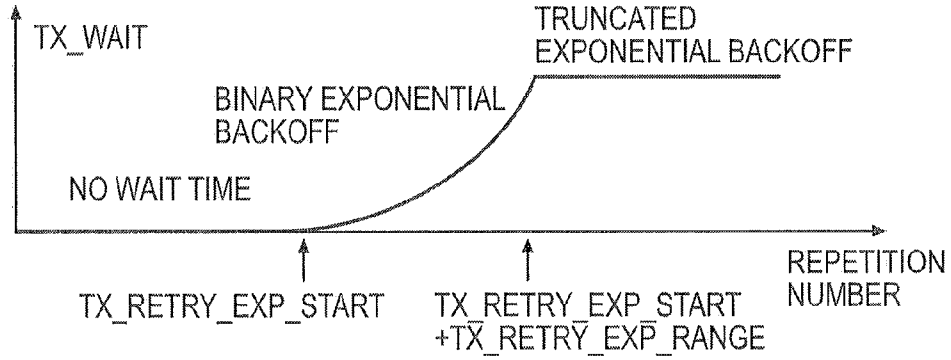 TX_WAIT
TRUNCATED
EXPONENTIAL BACKOFF
BINARY EXPONENTIAL
BACKOFF
NO WAIT TIME
REPETITION
NUMBER
TX_RETRY_EXP_START
TX_RETRY_EXP_START
+TX_RETRY_EXP_RANGE